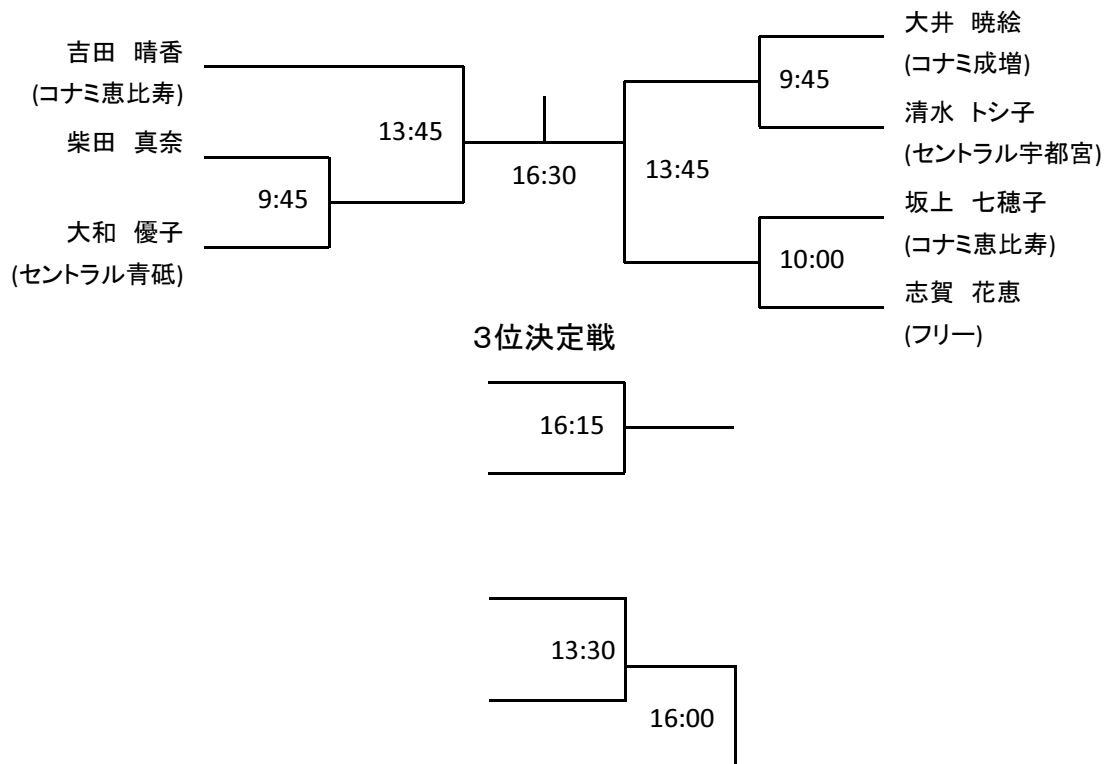 吉田　晴香
(コナミ恵比寿)
柴田　真奈
大和　優子
(セントラル青砥)
9:45
13:45
16:30
13:45
9:45
10:00
大井　暁絵
(コナミ成増)
清水　トシ子
(セントラル宇都宮)
坂上　七穂子
(コナミ恵比寿)
志賀　花恵
(フリー)
３位決定戦
16:15
13:30
16:00